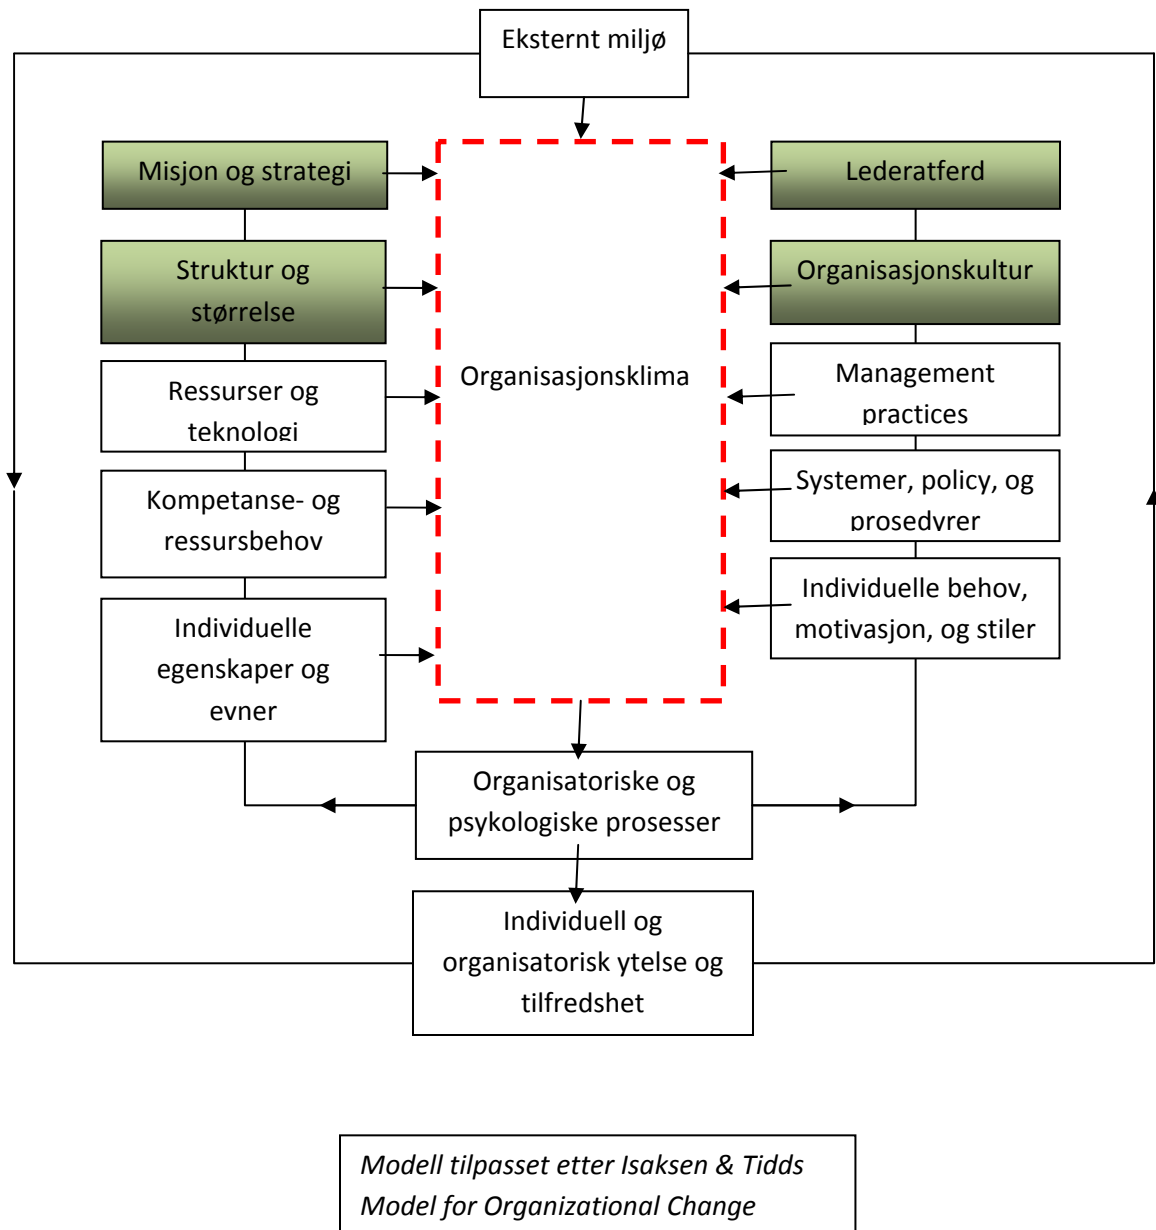 Eksternt miljø
Misjon og strategi
Lederatferd
Struktur og
størrelse
Organisasjonskultur
Organisasjonsklima
Ressurser og
teknologi
Management
practices
Kompetanse- og
ressursbehov
Systemer, policy, og
prosedyrer
Individuelle
egenskaper og
evner
Individuelle behov,
motivasjon, og stiler
Organisatoriske og
psykologiske prosesser
Individuell og
organisatorisk ytelse og
tilfredshet
Modell tilpasset etter Isaksen & Tidds
Model for Organizational Change